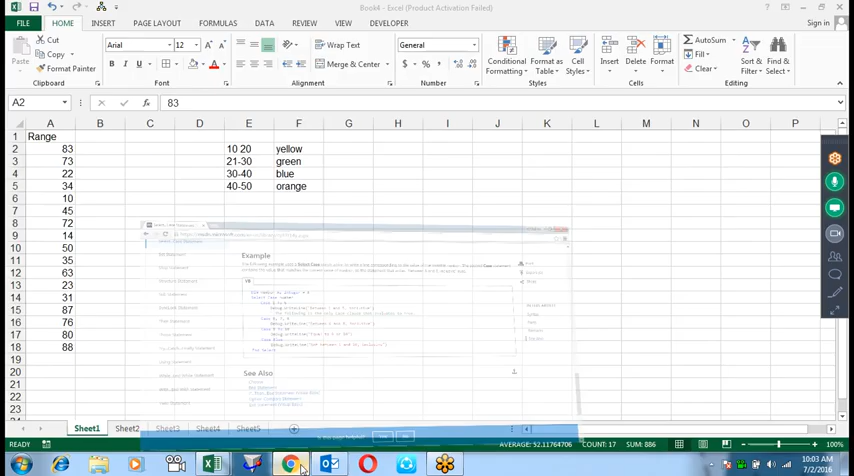 Book4 - Excel (Product Activation Failed)
FILE HOME INSERT PAGE LAYOUT FORMULAS DATA REVIEW VIEW DEVELOPER Sign in
Cut
Copy
Format Painter
Paste
Clipboard
Arial 12
B I U
Font
Wrap Text
Merge & Center
Alignment
General
$ % ,
Number
Conditional Formatting
Format as Table
Cell Styles
Styles
Insert Delete Format
Cells
AutoSum
Fill
Clear
Sort & Filter
Find & Select
Editing
A2 fx 83
A B C D E F G H I J K L M N O P
1 Range
2 83 10 20 yellow
3 73 21-30 green
4 22 30-40 blue
5 34 40-50 orange
6 10
7 45
8 72
9 14
10 50
11 35
12 63
13 23
14 31
15 87
16 76
17 80
18 88
19
20
21
22
23
Example
See Also
Sheet1 Sheet2 Sheet3 Sheet4 Sheet5
READY AVERAGE: 52.11764706 COUNT: 17 SUM: 886 100%
10:03 AM
7/2/2016